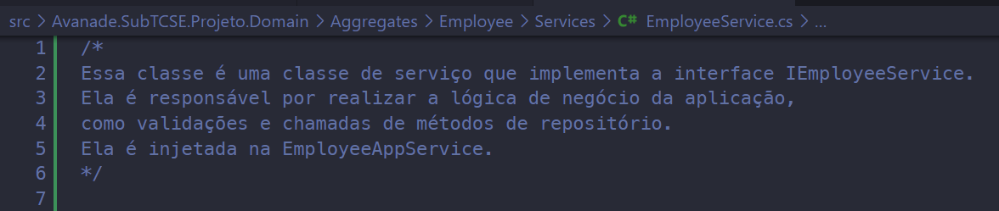 src > Avanade.SubTCSE.Projeto.Domain > Aggregates > Employee > Services > C# EmployeeService.cs > ...
1 /*
2 Essa classe é uma classe de serviço que implementa a interface IEmployeeService.
3 Ela é responsável por realizar a lógica de negócio da aplicação,
4 como validações e chamadas de métodos de repositório.
5 Ela é injetada na EmployeeAppService.
6 */
7